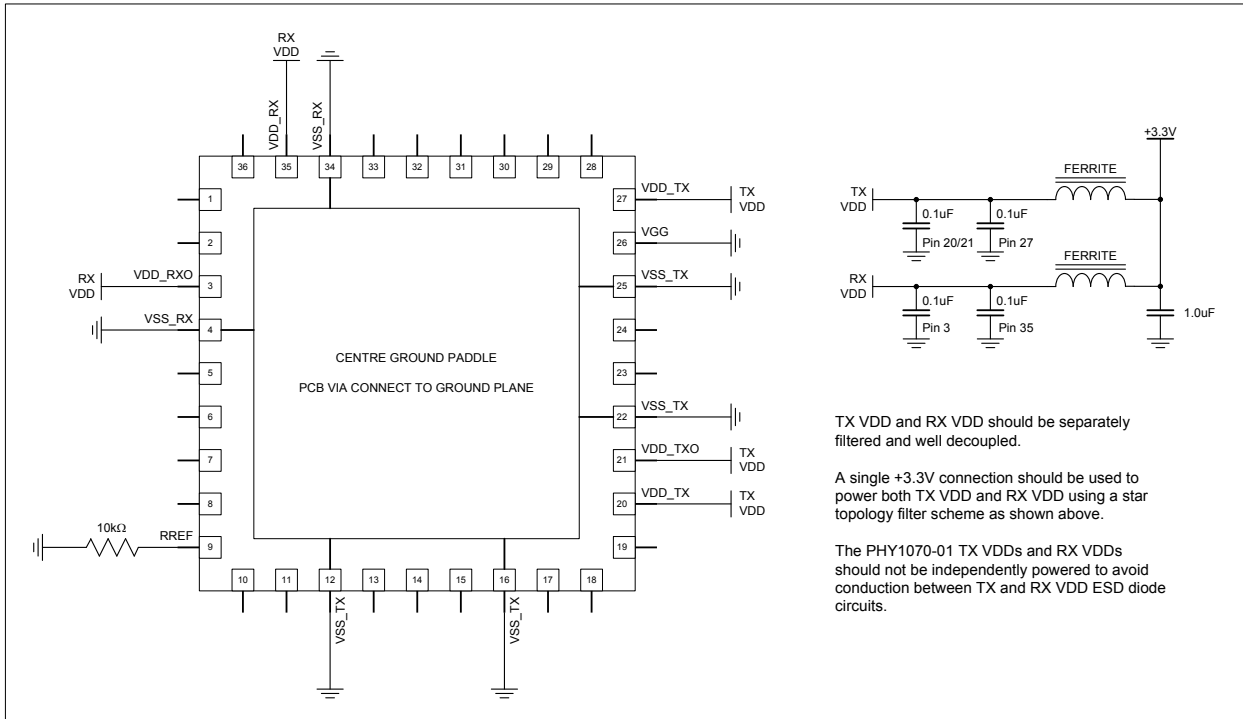 RX
VDD
VDD_RX
VSS_RX
36
35
34
33
32
31
30
29
28
1
2
3
4
5
6
7
8
9
RX
VDD
VDD_RXO
VSS_RX
10kΩ
RREF
CENTRE GROUND PADDLE
PCB VIA CONNECT TO GROUND PLANE
27
26
25
24
23
22
21
20
19
VDD_TX
TX
VDD
VGG
VSS_TX
VSS_TX
VDD_TXO
TX
VDD
VDD_TX
TX
VDD
10
11
12
13
14
15
16
17
18
VSS_TX
VSS_TX
+3.3V
FERRITE
TX
VDD
0.1uF
Pin 20/21
0.1uF
Pin 27
FERRITE
RX
VDD
0.1uF
Pin 3
0.1uF
Pin 35
1.0uF
TX VDD and RX VDD should be separately
filtered and well decoupled.
A single +3.3V connection should be used to
power both TX VDD and RX VDD using a star
topology filter scheme as shown above.
The PHY1070-01 TX VDDs and RX VDDs
should not be independently powered to avoid
conduction between TX and RX VDD ESD diode
circuits.